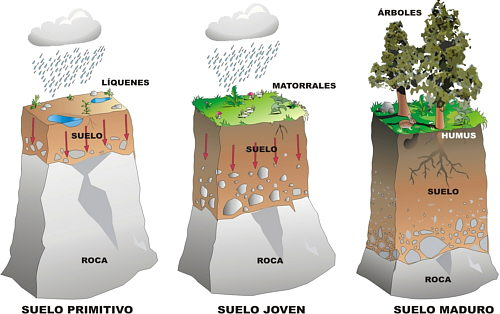 LÍQUENES
SUELO
ROCA
SUELO PRIMITIVO
MATORRALES
SUELO
ROCA
SUELO JOVEN
ÁRBOLES
HUMUS
SUELO
ROCA
SUELO MADURO